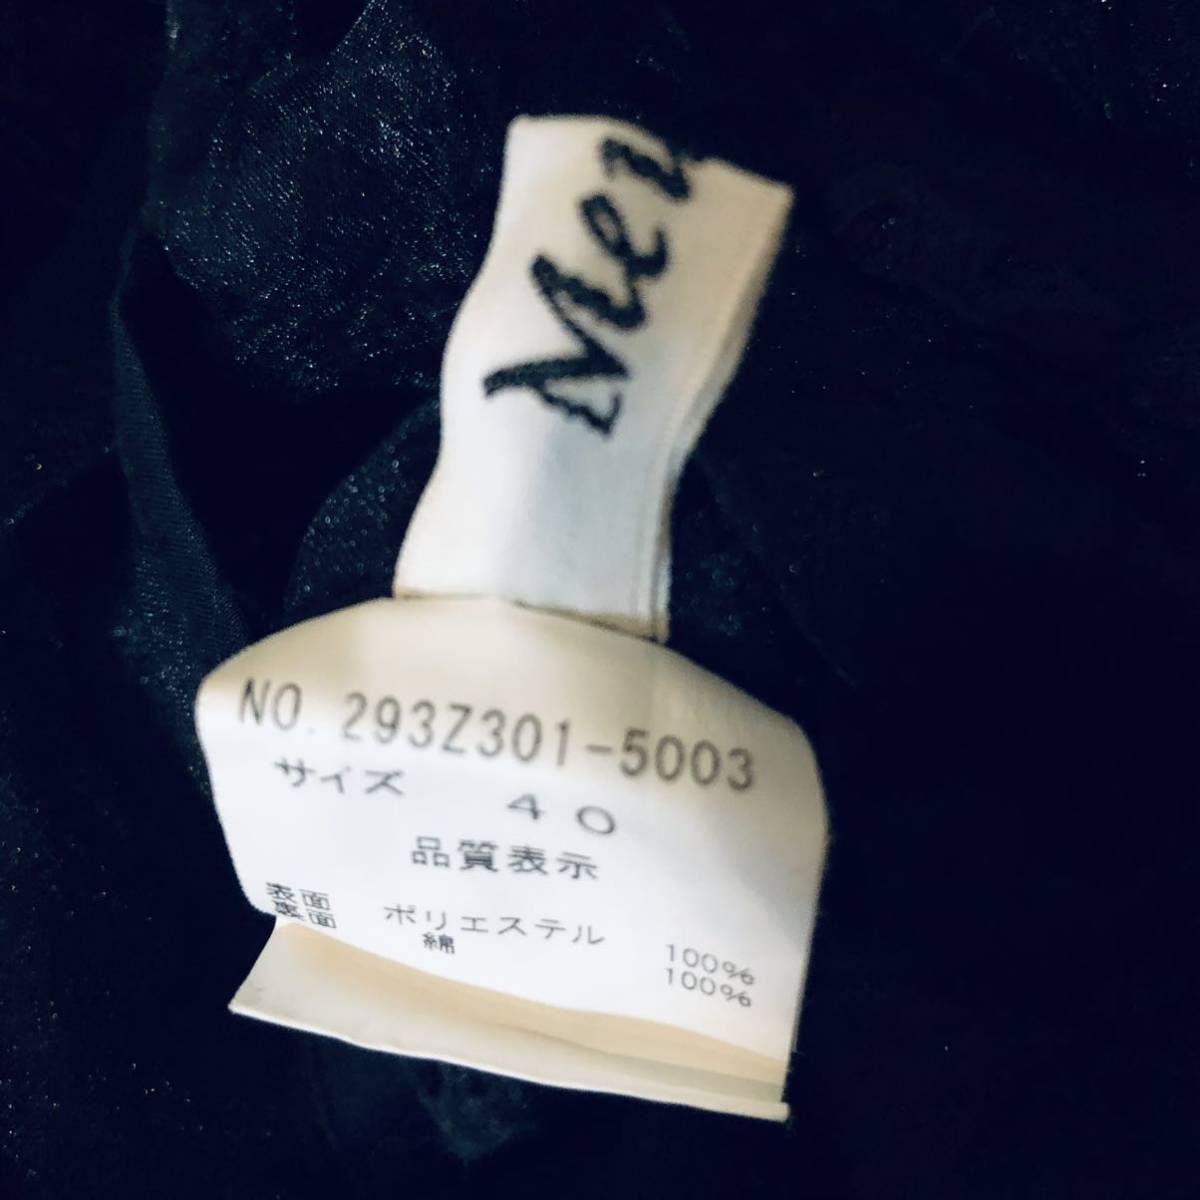 NO. 293Z301-5003
サイズ 40
品質表示
表面 ポリエステル 100%
裏面 綿 100%